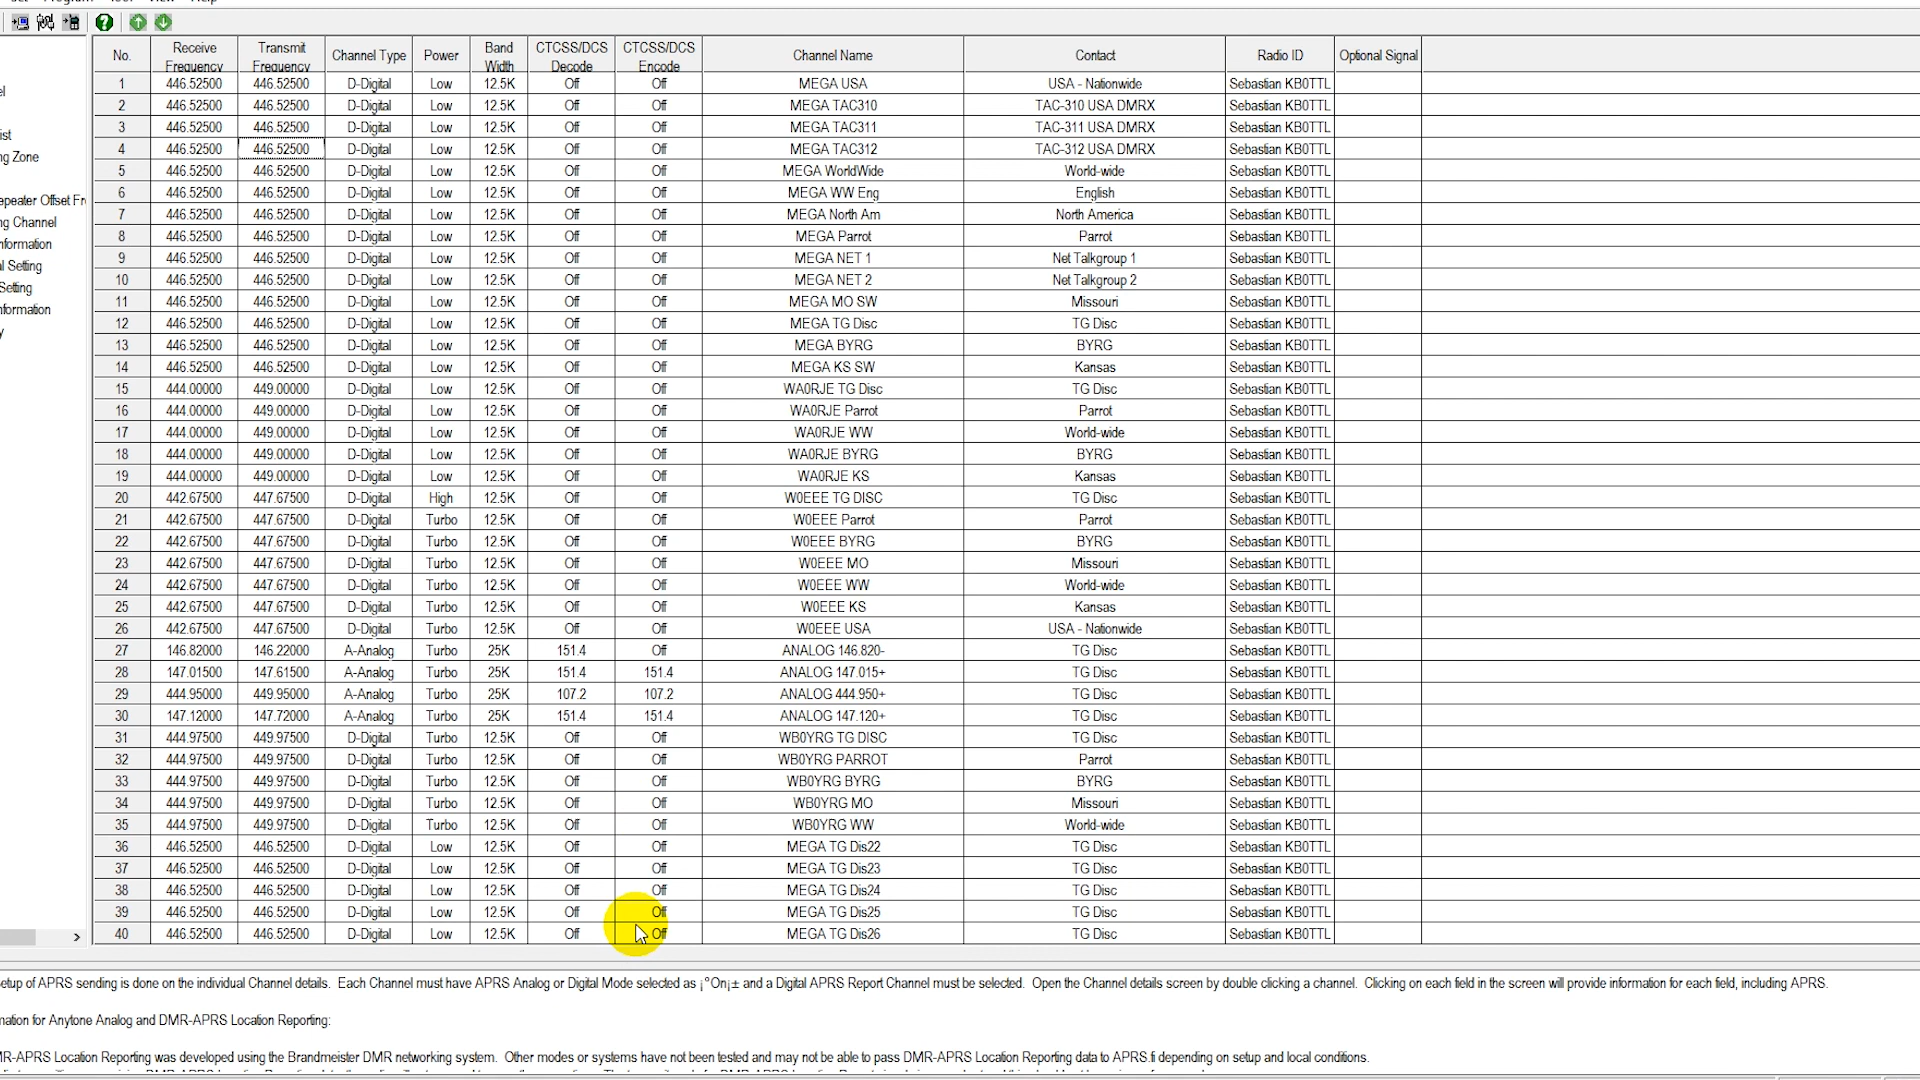 No. Receive Frequency Transmit Frequency Channel Type Power Band Width CTCSS/DCS Decode CTCSS/DCS Encode Channel Name Contact Radio ID Optional Signal
1 446.52500 446.52500 D-Digital Low 12.5K Off Off MEGA USA USA - Nationwide Sebastian KB0TTL
2 446.52500 446.52500 D-Digital Low 12.5K Off Off MEGA TAC310 TAC-310 USA DMRX Sebastian KB0TTL
3 446.52500 446.52500 D-Digital Low 12.5K Off Off MEGA TAC311 TAC-311 USA DMRX Sebastian KB0TTL
4 446.52500 446.52500 D-Digital Low 12.5K Off Off MEGA TAC312 TAC-312 USA DMRX Sebastian KB0TTL
5 446.52500 446.52500 D-Digital Low 12.5K Off Off MEGA WorldWide World-wide Sebastian KB0TTL
6 446.52500 446.52500 D-Digital Low 12.5K Off Off MEGA WW Eng English Sebastian KB0TTL
7 446.52500 446.52500 D-Digital Low 12.5K Off Off MEGA North Am North America Sebastian KB0TTL
8 446.52500 446.52500 D-Digital Low 12.5K Off Off MEGA Parrot Parrot Sebastian KB0TTL
9 446.52500 446.52500 D-Digital Low 12.5K Off Off MEGA NET 1 Net Talkgroup 1 Sebastian KB0TTL
10 446.52500 446.52500 D-Digital Low 12.5K Off Off MEGA NET 2 Net Talkgroup 2 Sebastian KB0TTL
11 446.52500 446.52500 D-Digital Low 12.5K Off Off MEGA MO SW Missouri Sebastian KB0TTL
12 446.52500 446.52500 D-Digital Low 12.5K Off Off MEGA TG Disc TG Disc Sebastian KB0TTL
13 446.52500 446.52500 D-Digital Low 12.5K Off Off MEGA BYRG BYRG Sebastian KB0TTL
14 446.52500 446.52500 D-Digital Low 12.5K Off Off MEGA KS SW Kansas Sebastian KB0TTL
15 444.00000 449.00000 D-Digital Low 12.5K Off Off WA0RJE TG Disc TG Disc Sebastian KB0TTL
16 444.00000 449.00000 D-Digital Low 12.5K Off Off WA0RJE Parrot Parrot Sebastian KB0TTL
17 444.00000 449.00000 D-Digital Low 12.5K Off Off WA0RJE WW World-wide Sebastian KB0TTL
18 444.00000 449.00000 D-Digital Low 12.5K Off Off WA0RJE BYRG BYRG Sebastian KB0TTL
19 444.00000 449.00000 D-Digital Low 12.5K Off Off WA0RJE KS Kansas Sebastian KB0TTL
20 442.67500 447.67500 D-Digital High 12.5K Off Off W0EEE TG DISC TG Disc Sebastian KB0TTL
21 442.67500 447.67500 D-Digital Turbo 12.5K Off Off W0EEE Parrot Parrot Sebastian KB0TTL
22 442.67500 447.67500 D-Digital Turbo 12.5K Off Off W0EEE BYRG BYRG Sebastian KB0TTL
23 442.67500 447.67500 D-Digital Turbo 12.5K Off Off W0EEE MO Missouri Sebastian KB0TTL
24 442.67500 447.67500 D-Digital Turbo 12.5K Off Off W0EEE WW World-wide Sebastian KB0TTL
25 442.67500 447.67500 D-Digital Turbo 12.5K Off Off W0EEE KS Kansas Sebastian KB0TTL
26 442.67500 447.67500 D-Digital Turbo 12.5K Off Off W0EEE USA USA - Nationwide Sebastian KB0TTL
27 146.82000 146.22000 A-Analog Turbo 25K 151.4 Off ANALOG 146.820- TG Disc Sebastian KB0TTL
28 147.01500 147.61500 A-Analog Turbo 25K 151.4 151.4 ANALOG 147.015+ TG Disc Sebastian KB0TTL
29 444.95000 449.95000 A-Analog Turbo 25K 107.2 107.2 ANALOG 444.950+ TG Disc Sebastian KB0TTL
30 147.12000 147.72000 A-Analog Turbo 25K 151.4 151.4 ANALOG 147.120+ TG Disc Sebastian KB0TTL
31 444.97500 449.97500 D-Digital Turbo 12.5K Off Off WB0YRG TG DISC TG Disc Sebastian KB0TTL
32 444.97500 449.97500 D-Digital Turbo 12.5K Off Off WB0YRG PARROT Parrot Sebastian KB0TTL
33 444.97500 449.97500 D-Digital Turbo 12.5K Off Off WB0YRG BYRG BYRG Sebastian KB0TTL
34 444.97500 449.97500 D-Digital Turbo 12.5K Off Off WB0YRG MO Missouri Sebastian KB0TTL
35 444.97500 449.97500 D-Digital Turbo 12.5K Off Off WB0YRG WW World-wide Sebastian KB0TTL
36 446.52500 446.52500 D-Digital Low 12.5K Off Off MEGA TG Dis22 TG Disc Sebastian KB0TTL
37 446.52500 446.52500 D-Digital Low 12.5K Off Off MEGA TG Dis23 TG Disc Sebastian KB0TTL
38 446.52500 446.52500 D-Digital Low 12.5K Off Off MEGA TG Dis24 TG Disc Sebastian KB0TTL
39 446.52500 446.52500 D-Digital Low 12.5K Off Off MEGA TG Dis25 TG Disc Sebastian KB0TTL
40 446.52500 446.52500 D-Digital Low 12.5K Off Off MEGA TG Dis26 TG Disc Sebastian KB0TTL
el
ist
ng Zone
epeater Offset Fr
ng Channel
nformation
l Setting
Setting
nformation
y
etup of APRS sending is done on the individual Channel details. Each Channel must have APRS Analog or Digital Mode selected as ¡°On¡± and a Digital APRS Report Channel must be selected. Open the Channel details screen by double clicking a channel. Clicking on each field in the screen will provide information for each field, including APRS.
mation for Anytone Analog and DMR-APRS Location Reporting:
MR-APRS Location Reporting was developed using the Brandmeister DMR networking system. Other modes or systems have not been tested and may not be able to pass DMR-APRS Location Reporting data to APRS.fi depending on setup and local conditions.